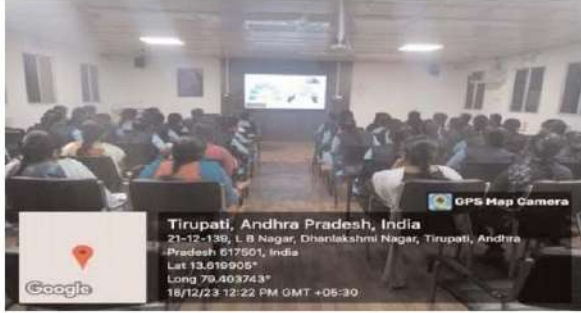 GPS Map Camera
Tirupati, Andhra Pradesh, India
21-12-139, L B Nagar, Dhanlakshmi Nagar, Tirupati, Andhra
Pradesh 517501, India
Lat 13.619905°
Long 79.403743°
18/12/23 12:22 PM GMT +05:30
Google